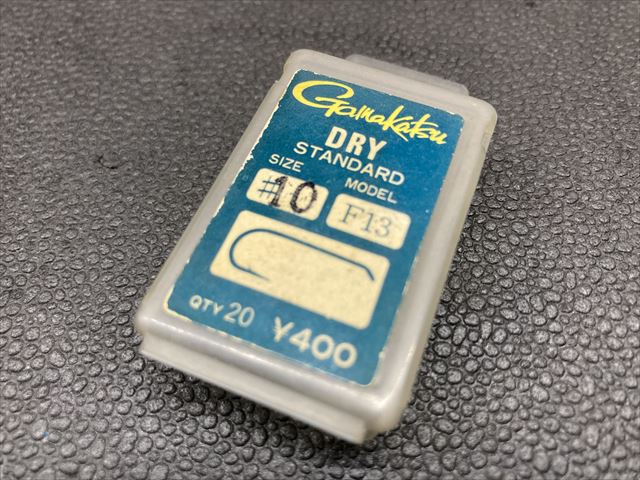 Gamakatsu
DRY
STANDARD
SIZE MODEL
#10 F13
QTY 20 ¥400